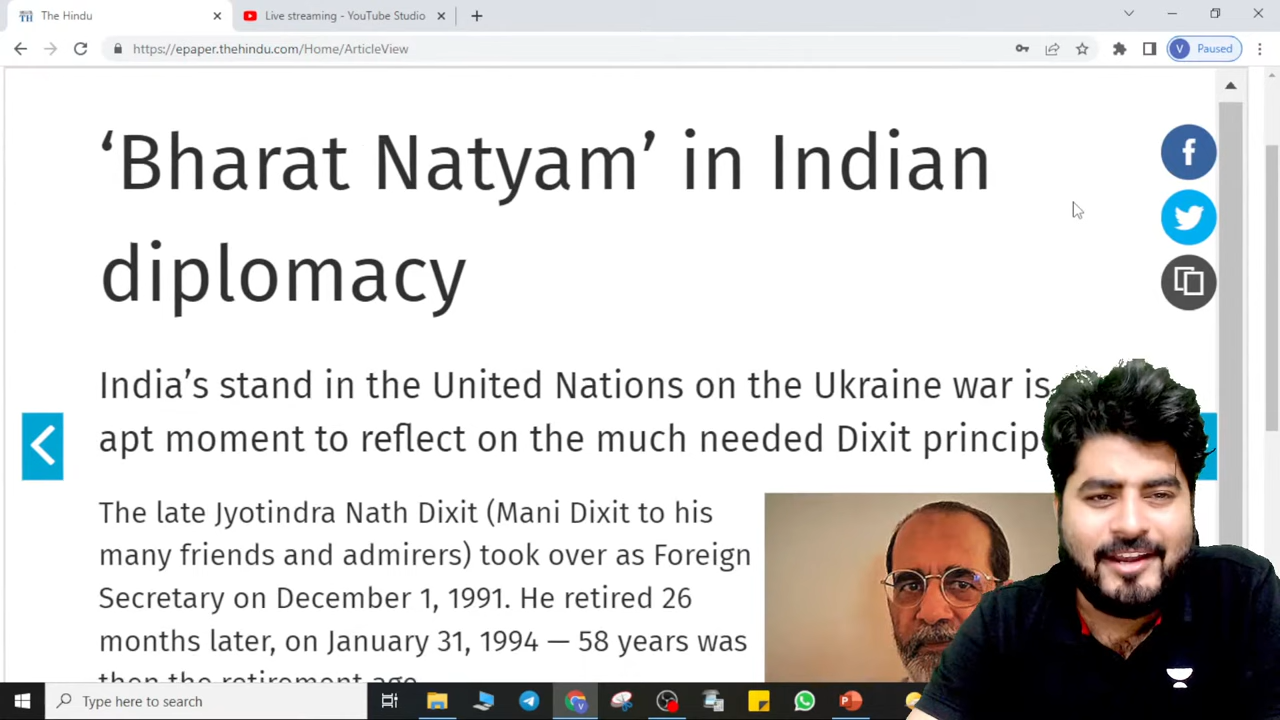 The Hindu
Live streaming - YouTube Studio
https://epaper.thehindu.com/Home/ArticleView
V Paused
‘Bharat Natyam’ in Indian
diplomacy
India’s stand in the United Nations on the Ukraine war is
apt moment to reflect on the much needed Dixit
The late Jyotindra Nath Dixit (Mani Dixit to his
many friends and admirers) took over as Foreign
Secretary on December 1, 1991. He retired 26
months later, on January 31, 1994 — 58 years was
then the retirement age
Type here to search